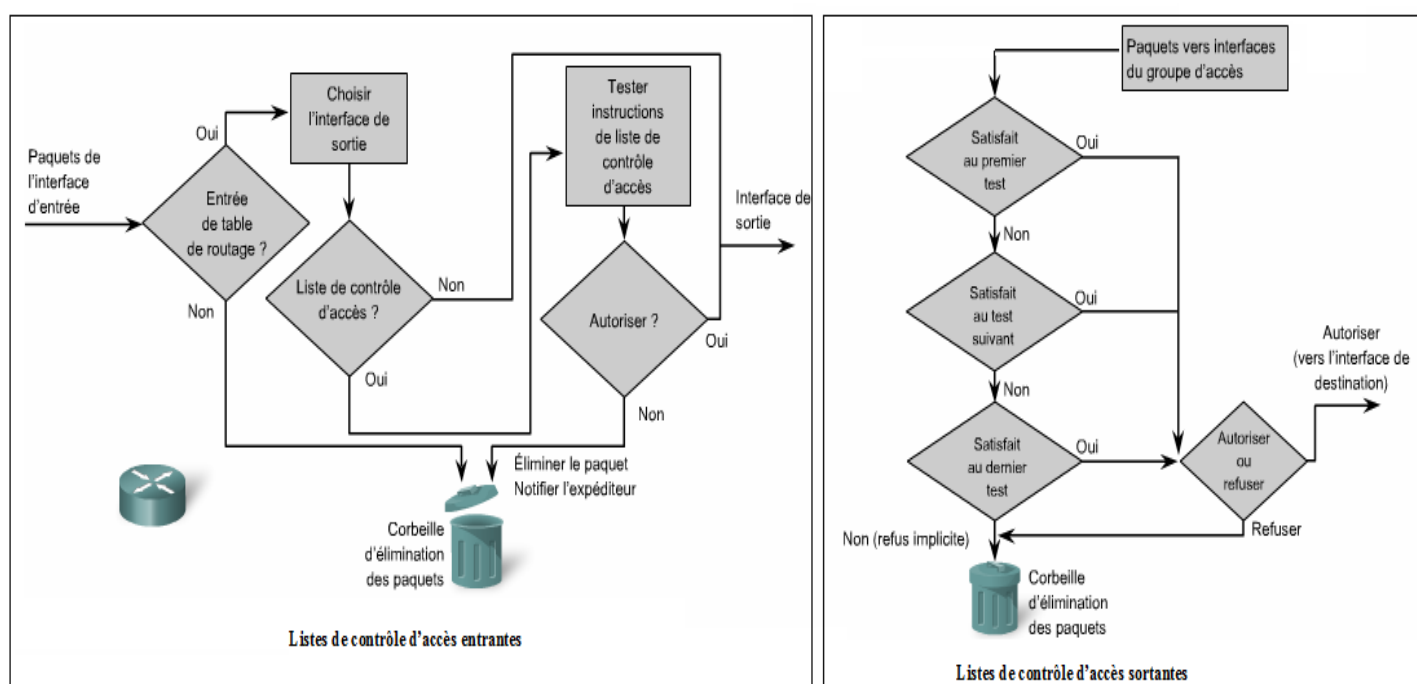 Paquets de
l'interface
d'entrée
Entrée
de table
de routage ?
Oui
Non
Choisir
l'interface de
sortie
Liste de contrôle
d'accès ?
Non
Oui
Tester
instructions
de liste de
contrôle
d'accès
Autoriser ?
Oui
Non
Interface de
sortie
Éliminer le paquet
Notifier l'expéditeur
Corbeille
d'élimination
des paquets
Listes de contrôle d'accès entrantes
Paquets vers interfaces
du groupe d'accès
Satisfait
au premier
test
Oui
Non
Satisfait
au test
suivant
Oui
Non
Satisfait
au dernier
test
Oui
Autoriser
ou
refuser
Autoriser
(vers l'interface de
destination)
Non (refus implicite)
Refuser
Corbeille
d'élimination
des paquets
Listes de contrôle d'accès sortantes